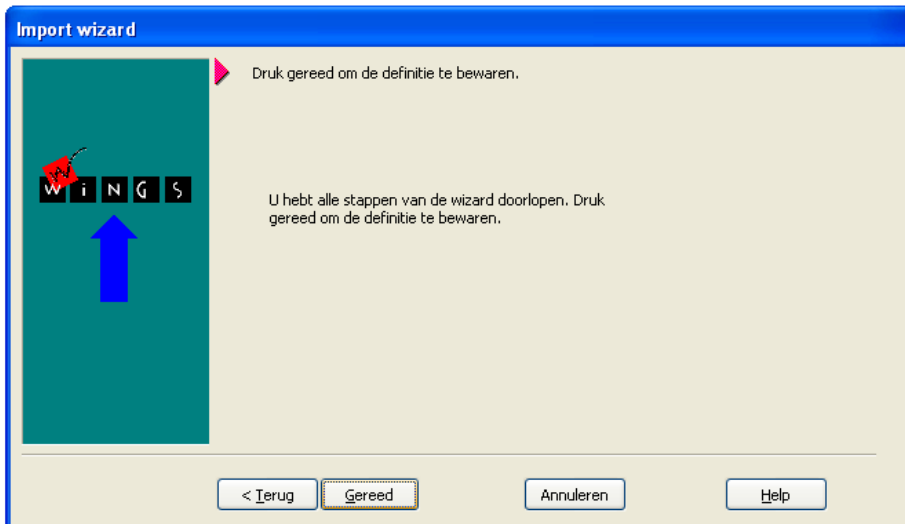 Import wizard
Druk gereed om de definitie te bewaren.
W
W i N G S
U hebt alle stappen van de wizard doorlopen. Druk
gereed om de definitie te bewaren.
< Terug Gereed Annuleren Help